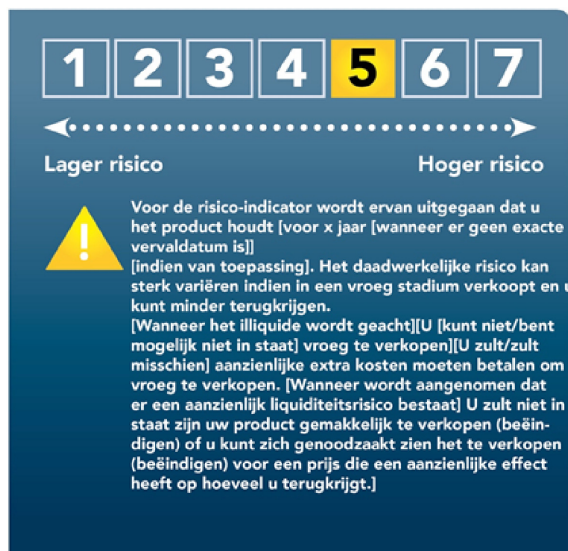 1 2 3 4 5 6 7
Lager risico Hoger risico
!
Voor de risico-indicator wordt ervan uitgegaan dat u
het product houdt [voor x jaar [wanneer er geen exacte
vervaldatum is]]
[indien van toepassing]. Het daadwerkelijke risico kan
sterk variëren indien in een vroeg stadium verkoopt en u
kunt minder terugkrijgen.
[Wanneer het illiquide wordt geacht][U [kunt niet/bent
mogelijk niet in staat] vroeg te verkopen][U zult/zult
misschien] aanzienlijke extra kosten moeten betalen om
vroeg te verkopen. [Wanneer wordt aangenomen dat
er een aanzienlijk liquiditeitsrisico bestaat] U zult niet in
staat zijn uw product gemakkelijk te verkopen (beëin-
digen) of u kunt zich genoodzaakt zien het te verkopen
(beëindigen) voor een prijs die een aanzienlijke effect
heeft op hoeveel u terugkrijgt.]